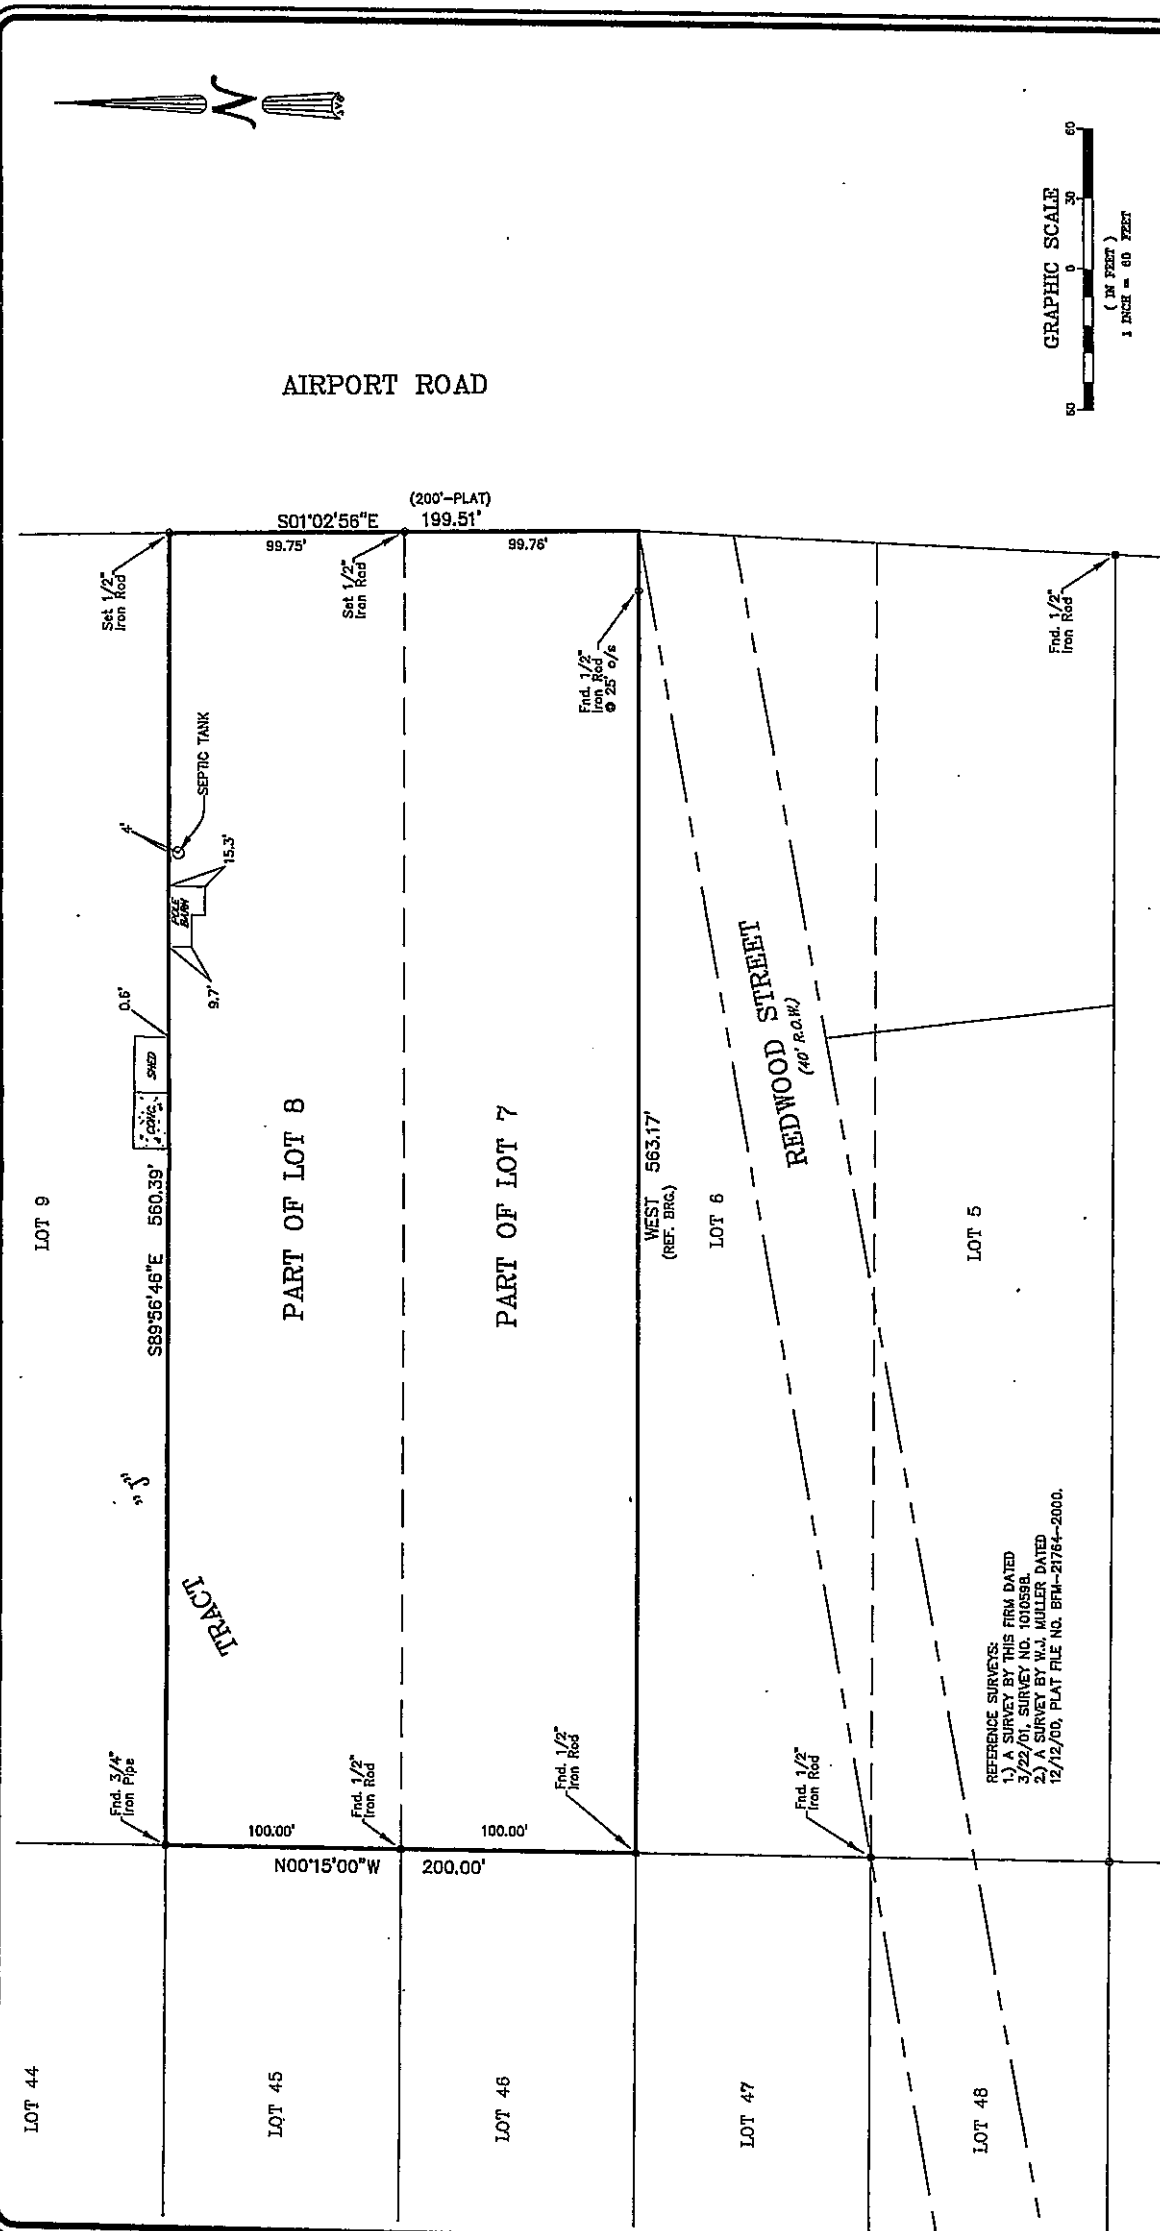 N
GRAPHIC SCALE
60
30
0
60
( IN FEET )
1 INCH = 60 FEET
AIRPORT ROAD
(200'-PLAT)
S01°02'56"E
199.51'
99.75'
99.76'
Set 1/2"
Iron Rod
Set 1/2"
Iron Rod
Fnd. 1/2"
Iron Rod
@ 25' o/s
Fnd. 1/2"
Iron Rod
SEPTIC TANK
4'
15.3'
POLE
BARN
9.7'
0.6'
SHED
CONC.
LOT 9
S89°56'46"E 560.39'
PART OF LOT 8
PART OF LOT 7
WEST 563.17'
(REF. BRG.)
LOT 6
REDWOOD STREET
(40' R.O.W.)
LOT 5
TRACT
"J"
REFERENCE SURVEYS:
1.) A SURVEY BY THIS FIRM DATED
3/22/01, SURVEY NO. 101059B.
2.) A SURVEY BY W.J. MULLER DATED
12/12/00, PLAT FILE NO. BFM-21764-2000.
Fnd. 3/4"
Iron Pipe
Fnd. 1/2"
Iron Rod
Fnd. 1/2"
Iron Rod
Fnd. 1/2"
Iron Rod
100.00'
100.00'
N00°15'00"W
200.00'
LOT 44
LOT 45
LOT 46
LOT 47
LOT 48